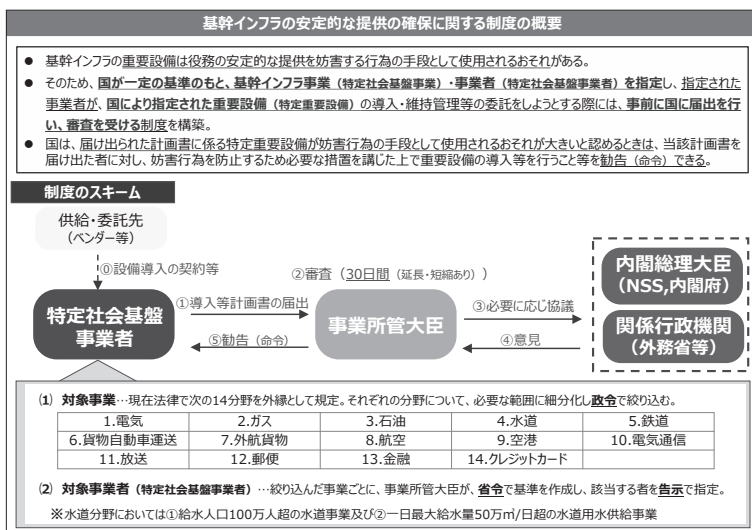 基幹インフラの安定的な提供の確保に関する制度の概要
● 基幹インフラの重要設備は役務の安定的な提供を妨害する行為の手段として使用されるおそれがある。
● そのため、国が一定の基準のもと、基幹インフラ事業（特定社会基盤事業）・事業者（特定社会基盤事業者）を指定し、指定された
事業者が、国により指定された重要設備（特定重要設備）の導入・維持管理等の委託をしようとする際には、事前に国に届出を行
い、審査を受ける制度を構築。
● 国は、届け出られた計画書に係る特定重要設備が妨害行為の手段として使用されるおそれが大きいと認めるときは、当該計画書を
届け出た者に対し、妨害行為を防止するため必要な措置を講じた上で重要設備の導入等を行うこと等を勧告（命令）できる。
制度のスキーム
供給・委託先
（ベンダー等）
⓪設備導入の契約等
②審査（30日間（延長・短縮あり））
特定社会基盤
事業者
①導入等計画書の届出
⑤勧告（命令）
事業所管大臣
③必要に応じ協議
④意見
内閣総理大臣
（NSS,内閣府）
関係行政機関
（外務省等）
(1) 対象事業…現在法律で次の14分野を外縁として規定。それぞれの分野について、必要な範囲に細分化し政令で絞り込む。
1.電気 2.ガス 3.石油 4.水道 5.鉄道
6.貨物自動車運送 7.外航貨物 8.航空 9.空港 10.電気通信
11.放送 12.郵便 13.金融 14.クレジットカード
(2) 対象事業者（特定社会基盤事業者）…絞り込んだ事業ごとに、事業所管大臣が、省令で基準を作成し、該当する者を告示で指定。
※水道分野においては①給水人口100万人超の水道事業及び②一日最大給水量50万㎥/日超の水道用水供給事業